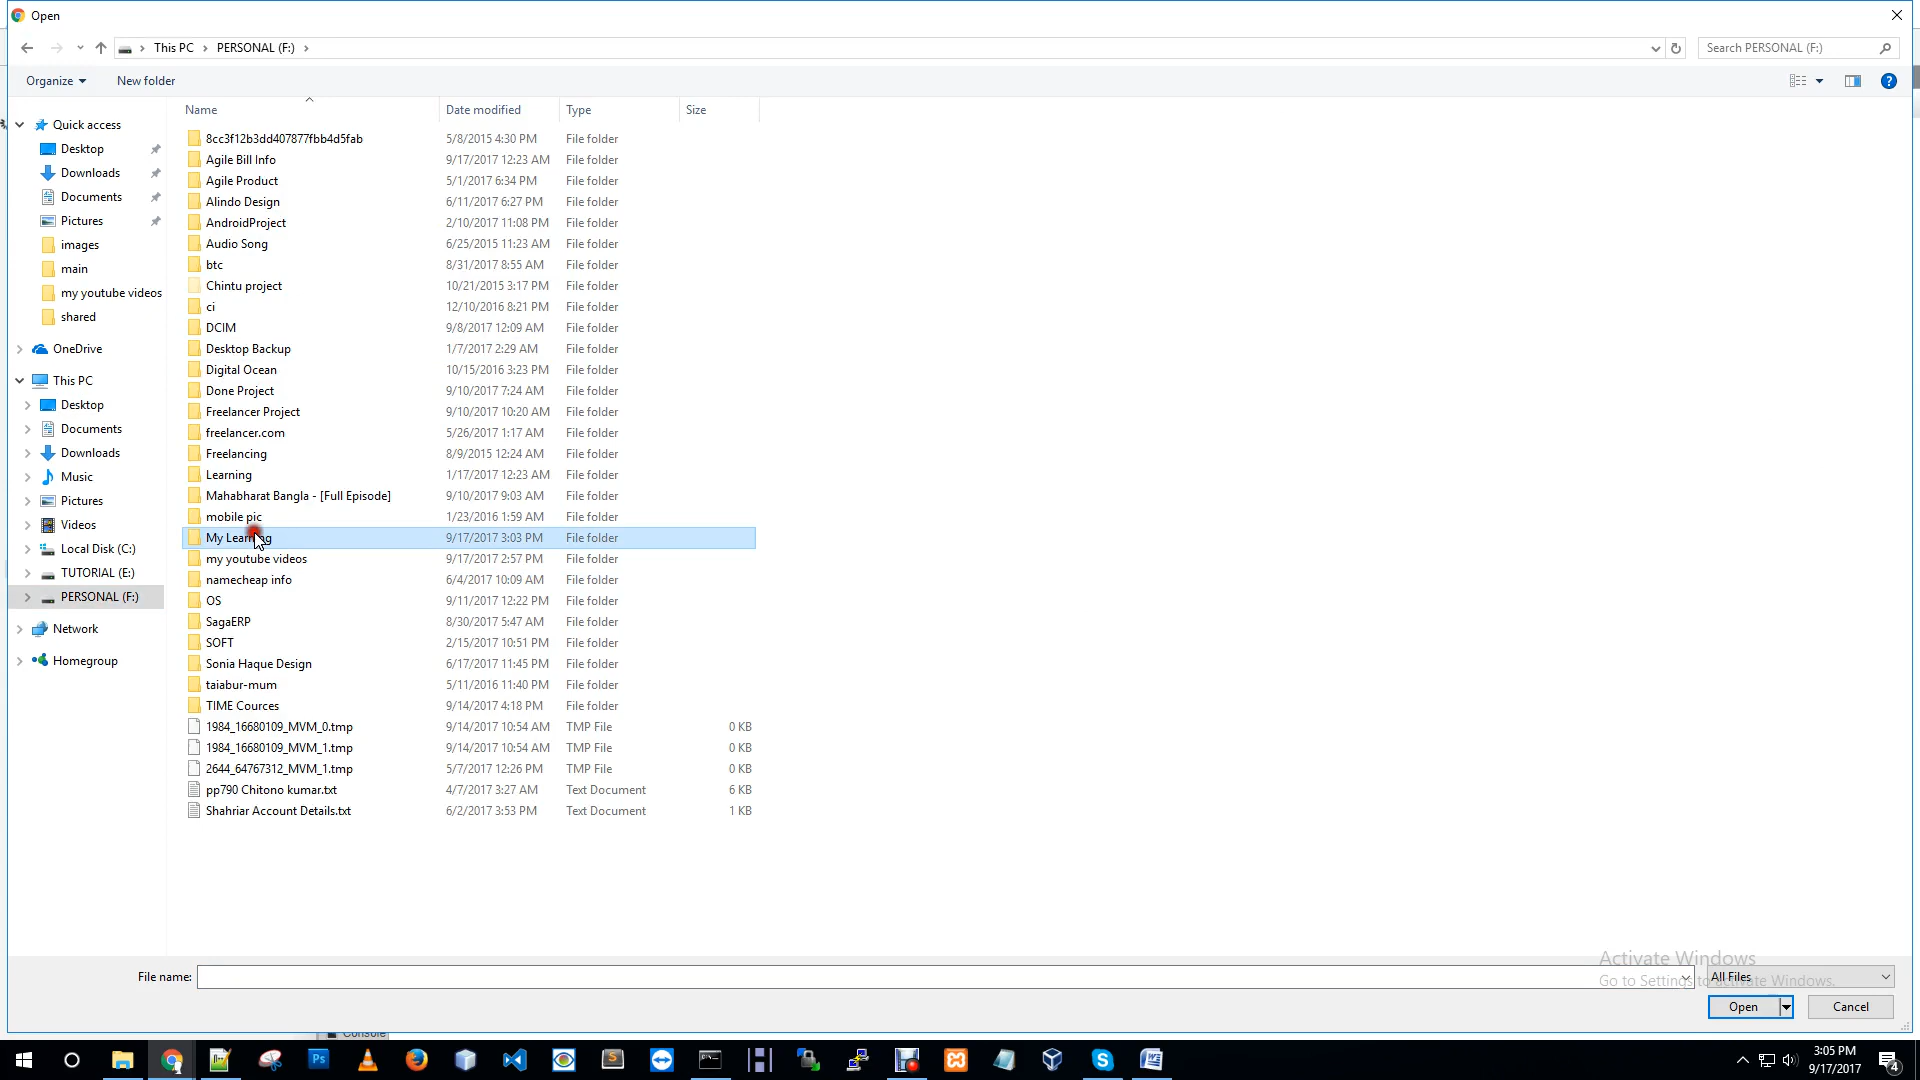 Open
This PC > PERSONAL (F:) >
Search PERSONAL (F:)
Organize
New folder
Name
Date modified
Type
Size
Quick access
Desktop
Downloads
Documents
Pictures
images
main
my youtube videos
shared
OneDrive
This PC
Desktop
Documents
Downloads
Music
Pictures
Videos
Local Disk (C:)
TUTORIAL (E:)
PERSONAL (F:)
Network
Homegroup
8cc3f12b3dd407877fbb4d5fab 5/8/2015 4:30 PM File folder
Agile Bill Info 9/17/2017 12:23 AM File folder
Agile Product 5/1/2017 6:34 PM File folder
Alindo Design 6/11/2017 6:27 PM File folder
AndroidProject 2/10/2017 11:08 PM File folder
Audio Song 6/25/2015 11:23 AM File folder
btc 8/31/2017 8:55 AM File folder
Chintu project 10/21/2015 3:17 PM File folder
ci 12/10/2016 8:21 PM File folder
DCIM 9/8/2017 12:09 AM File folder
Desktop Backup 1/7/2017 2:29 AM File folder
Digital Ocean 10/15/2016 3:23 PM File folder
Done Project 9/10/2017 7:24 AM File folder
Freelancer Project 9/10/2017 10:20 AM File folder
freelancer.com 5/26/2017 1:17 AM File folder
Freelancing 8/9/2015 12:24 AM File folder
Learning 1/17/2017 12:23 AM File folder
Mahabharat Bangla - [Full Episode] 9/10/2017 9:03 AM File folder
mobile pic 1/23/2016 1:59 AM File folder
My Learning 9/17/2017 3:03 PM File folder
my youtube videos 9/17/2017 2:57 PM File folder
namecheap info 6/4/2017 10:09 AM File folder
OS 9/11/2017 12:22 PM File folder
SagaERP 8/30/2017 5:47 AM File folder
SOFT 2/15/2017 10:51 PM File folder
Sonia Haque Design 6/17/2017 11:45 PM File folder
taiabur-mum 5/11/2016 11:40 PM File folder
TIME Cources 9/14/2017 4:18 PM File folder
1984_16680109_MVM_0.tmp 9/14/2017 10:54 AM TMP File 0 KB
1984_16680109_MVM_1.tmp 9/14/2017 10:54 AM TMP File 0 KB
2644_64767312_MVM_1.tmp 5/7/2017 12:26 PM TMP File 0 KB
pp790 Chitono kumar.txt 4/7/2017 3:27 AM Text Document 6 KB
Shahriar Account Details.txt 6/2/2017 3:53 PM Text Document 1 KB
Activate Windows
Go to Settings to activate Windows.
File name:
All Files
Open
Cancel
Console
3:05 PM
9/17/2017
4